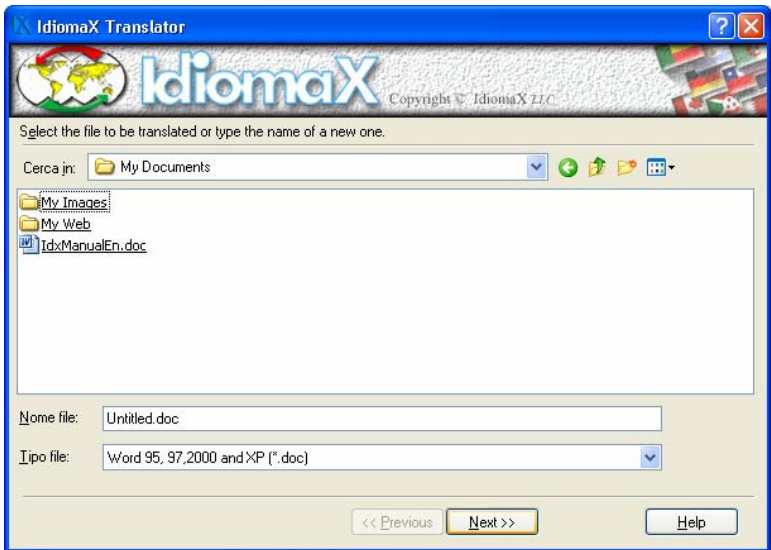 IdiomaX Translator
IdiomaX Copyright © IdiomaX LLC
Select the file to be translated or type the name of a new one.
Cerca in: My Documents
My Images
My Web
IdxManualEn.doc
Nome file: Untitled.doc
Tipo file: Word 95, 97,2000 and XP (*.doc)
<< Previous Next >> Help